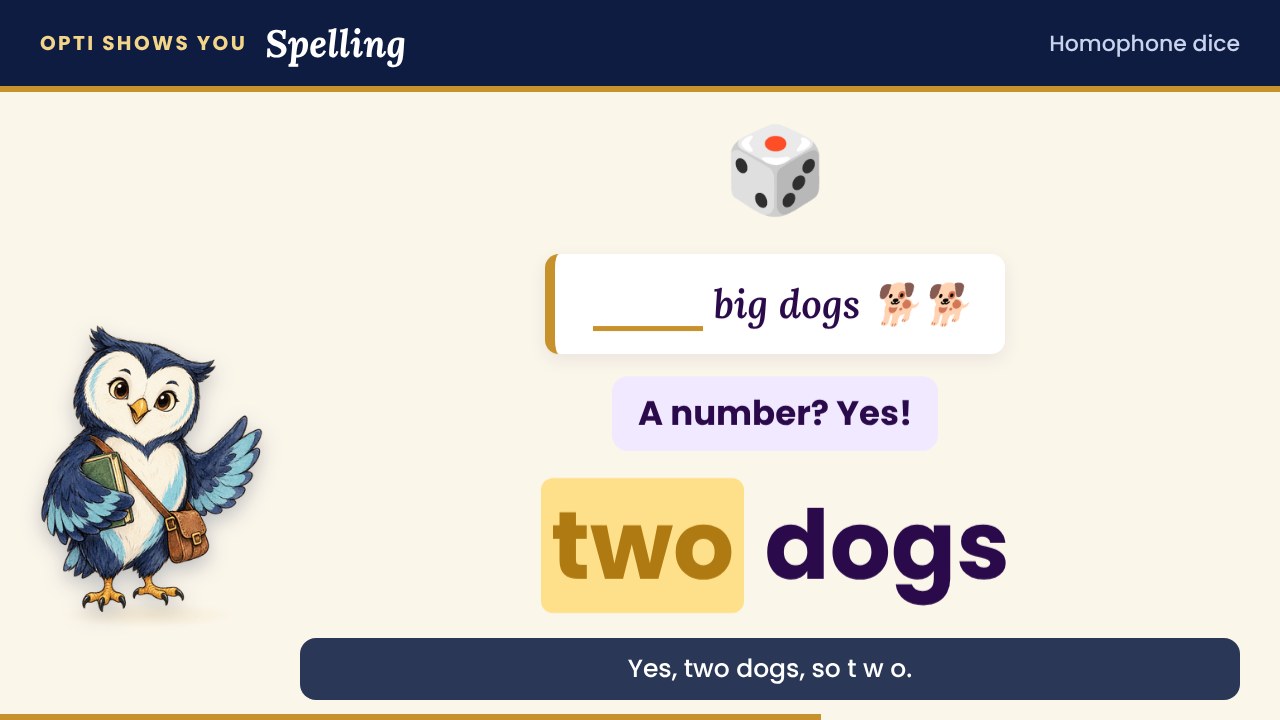 OPTI SHOWS YOU Spelling
Homophone dice
_____ big dogs 🐕🐕
A number? Yes!
two dogs
Yes, two dogs, so t w o.